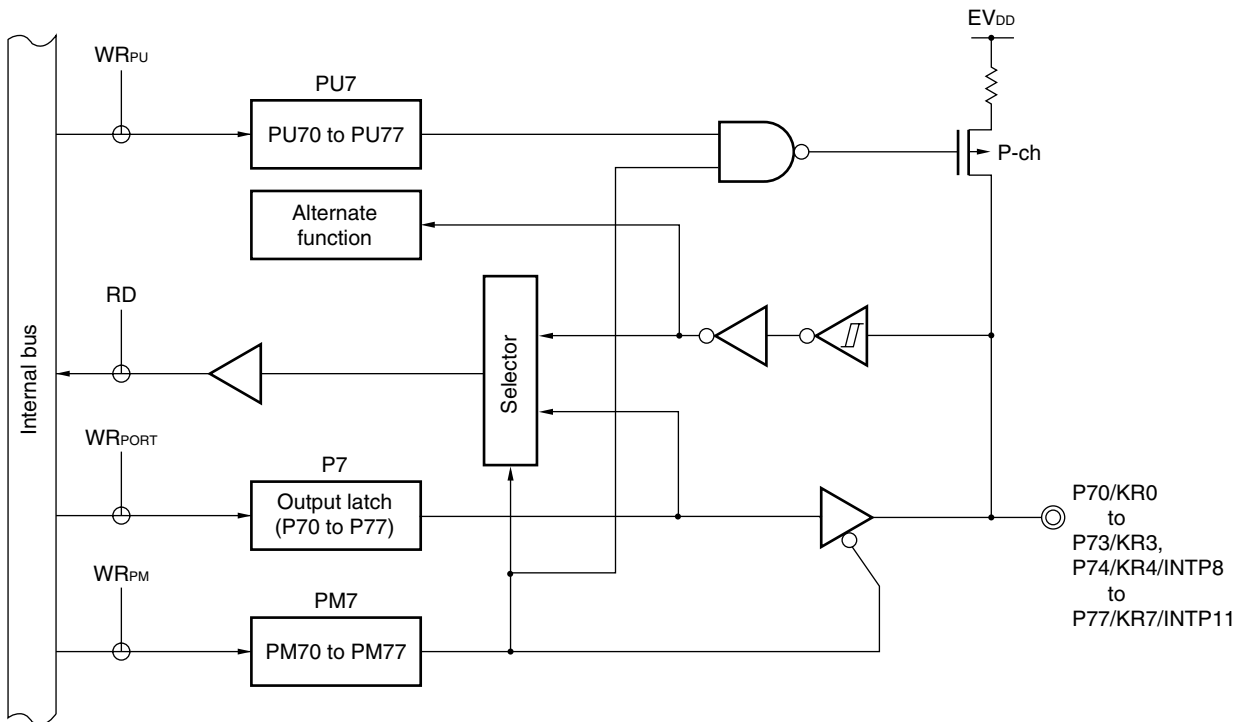 EVDD
WRPU
PU7
PU70 to PU77
P-ch
Alternate
function
RD
Internal bus
Selector
WRPORT
P7
Output latch
(P70 to P77)
P70/KR0
to
P73/KR3,
P74/KR4/INTP8
to
P77/KR7/INTP11
WRPM
PM7
PM70 to PM77